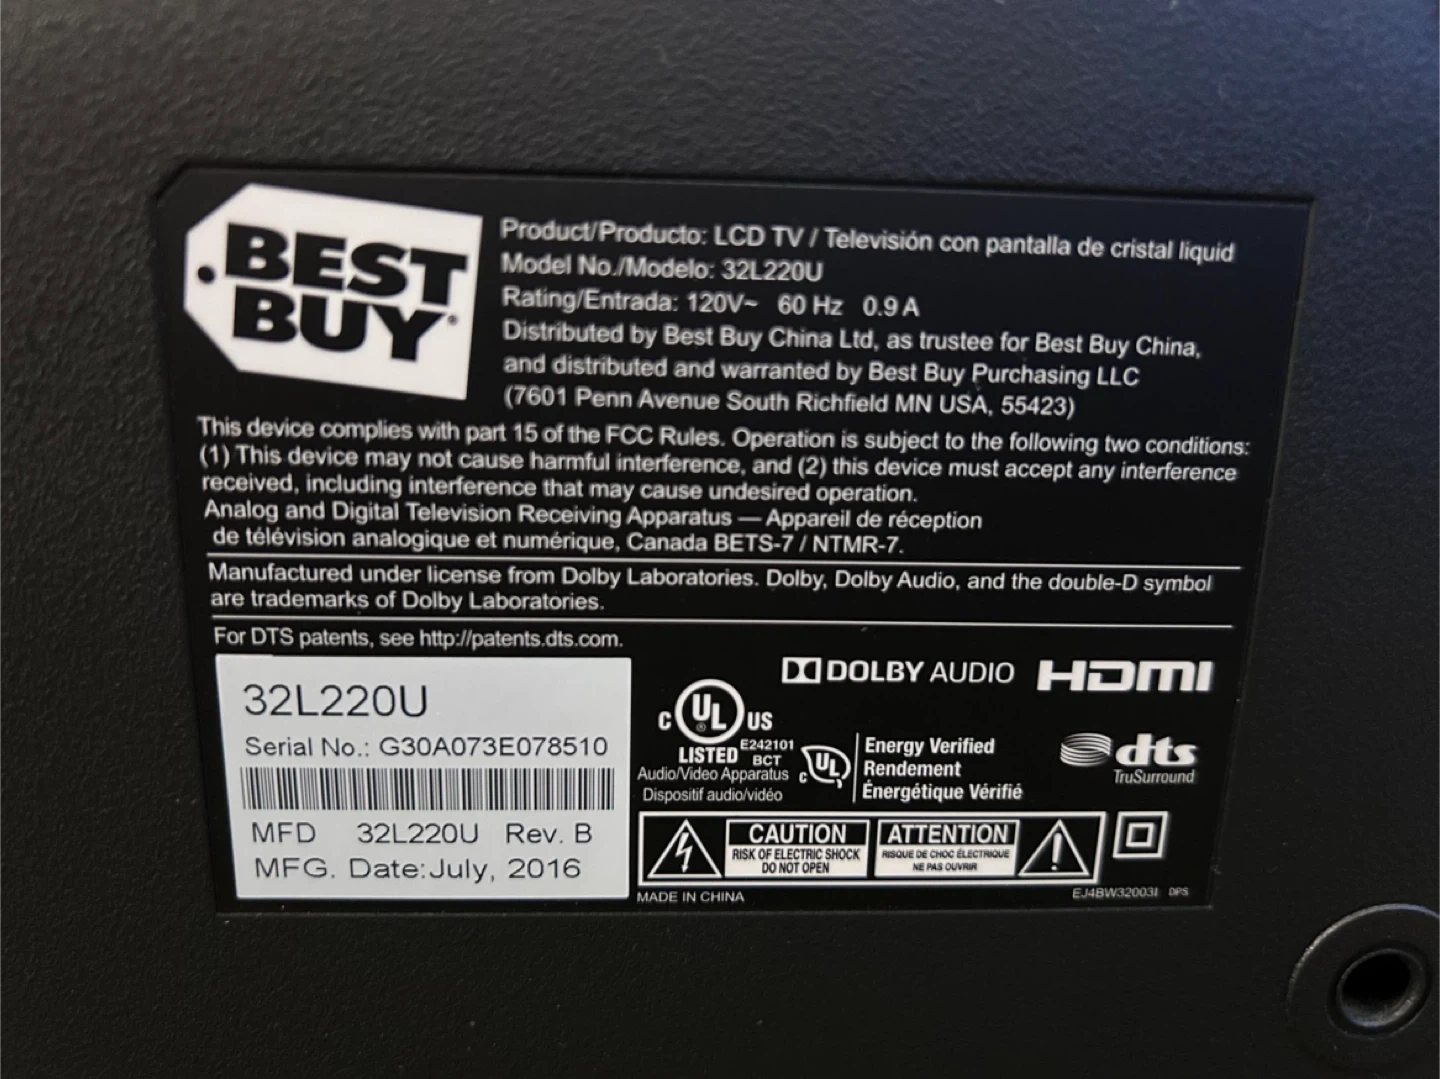 BEST
BUY
Product/Producto: LCD TV / Televisión con pantalla de cristal liquid
Model No./Modelo: 32L220U
Rating/Entrada: 120V~ 60 Hz 0.9 A
Distributed by Best Buy China Ltd, as trustee for Best Buy China,
and distributed and warranted by Best Buy Purchasing LLC
(7601 Penn Avenue South Richfield MN USA, 55423)
This device complies with part 15 of the FCC Rules. Operation is subject to the following two conditions:
(1) This device may not cause harmful interference, and (2) this device must accept any interference
received, including interference that may cause undesired operation.
Analog and Digital Television Receiving Apparatus — Appareil de réception
de télévision analogique et numérique, Canada BETS-7 / NTMR-7.
Manufactured under license from Dolby Laboratories. Dolby, Dolby Audio, and the double-D symbol
are trademarks of Dolby Laboratories.
For DTS patents, see http://patents.dts.com.
32L220U
Serial No.: G30A073E078510
MFD 32L220U Rev. B
MFG. Date:July, 2016
DOLBY AUDIO HDMI
c UL ® US
LISTED E242101
BCT
Audio/Video Apparatus
Dispositif audio/vidéo
c UL
Energy Verified
Rendement
Énergétique Vérifié
dts
TruSurround
CAUTION
RISK OF ELECTRIC SHOCK
DO NOT OPEN
ATTENTION
RISQUE DE CHOC ÉLECTRIQUE
NE PAS OUVRIR
MADE IN CHINA
EJ4BW32003I DPS